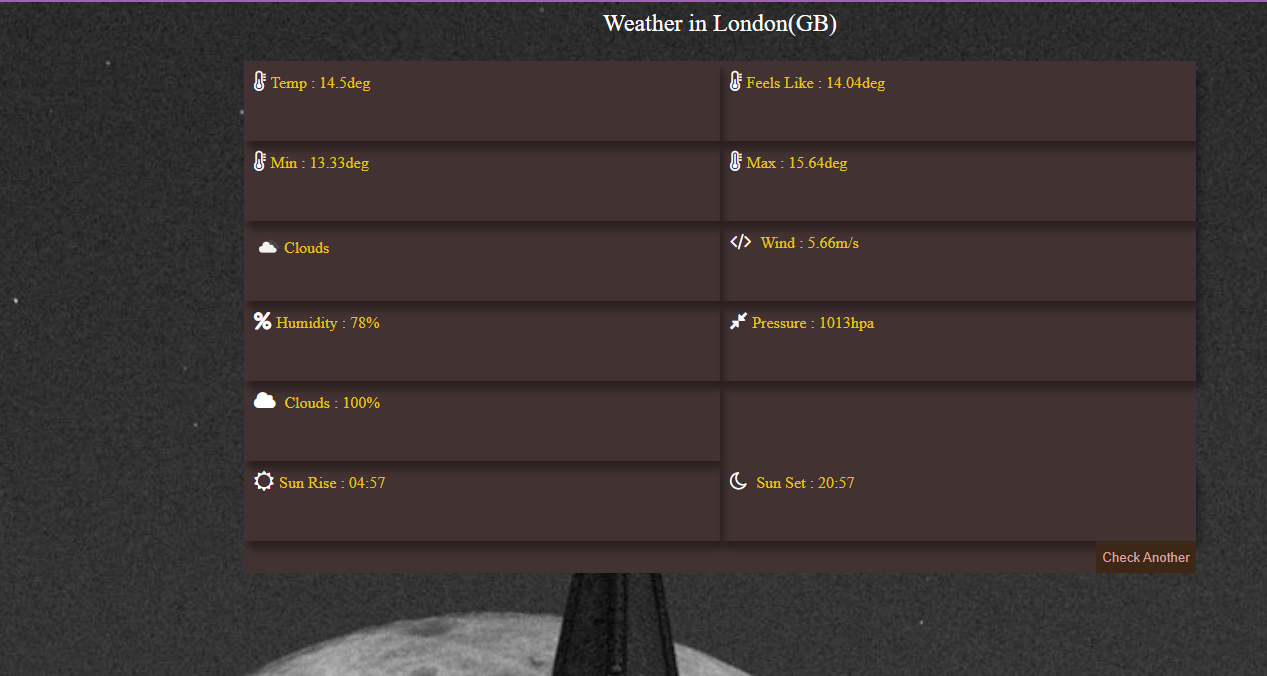 Weather in London(GB)
Temp : 14.5deg
Feels Like : 14.04deg
Min : 13.33deg
Max : 15.64deg
Clouds
Wind : 5.66m/s
Humidity : 78%
Pressure : 1013hpa
Clouds : 100%
Sun Rise : 04:57
Sun Set : 20:57
Check Another